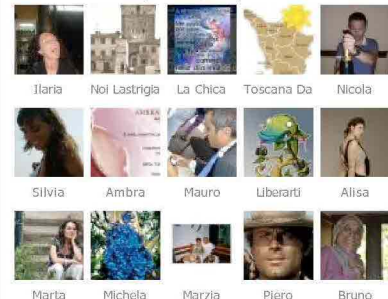 Ilaria
Noi Lastrigia
La Chica
Toscana Da
Nicola
Silvia
Ambra
Mauro
Liberarti
Alisa
Marta
Michela
Marzia
Piero
Bruno